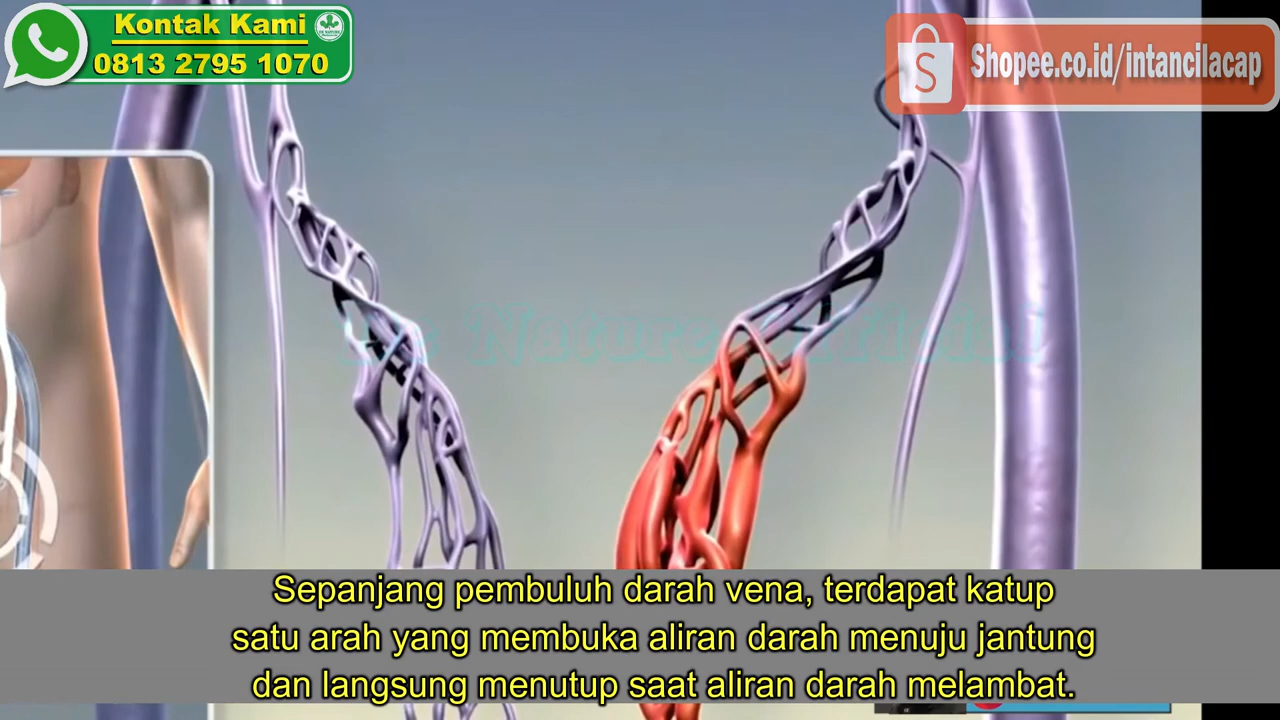 Kontak Kami
0813 2795 1070
Shopee.co.id/intancilacap
Sepanjang pembuluh darah vena, terdapat katup
satu arah yang membuka aliran darah menuju jantung
dan langsung menutup saat aliran darah melambat.